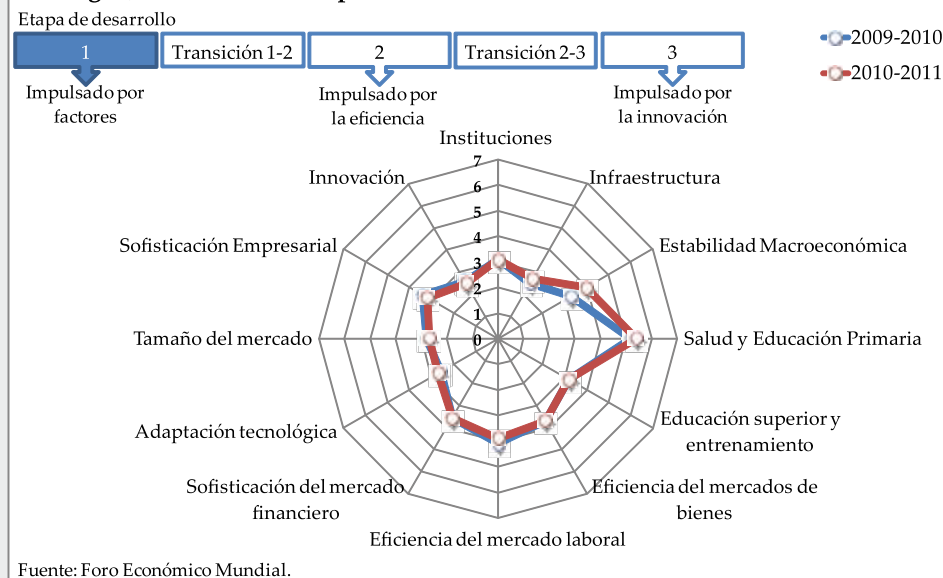 Etapa de desarrollo
1
Transición 1-2
2
Transición 2-3
3
2009-2010
2010-2011
Impulsado por
factores
Impulsado por
la eficiencia
Impulsado por
la innovación
Instituciones
7
6
5
4
3
2
1
0
Innovación
Infraestructura
Sofisticación Empresarial
Estabilidad Macroeconómica
Tamaño del mercado
Salud y Educación Primaria
Adaptación tecnológica
Educación superior y
entrenamiento
Sofisticación del mercado
financiero
Eficiencia del mercados de
bienes
Eficiencia del mercado laboral
Fuente: Foro Económico Mundial.